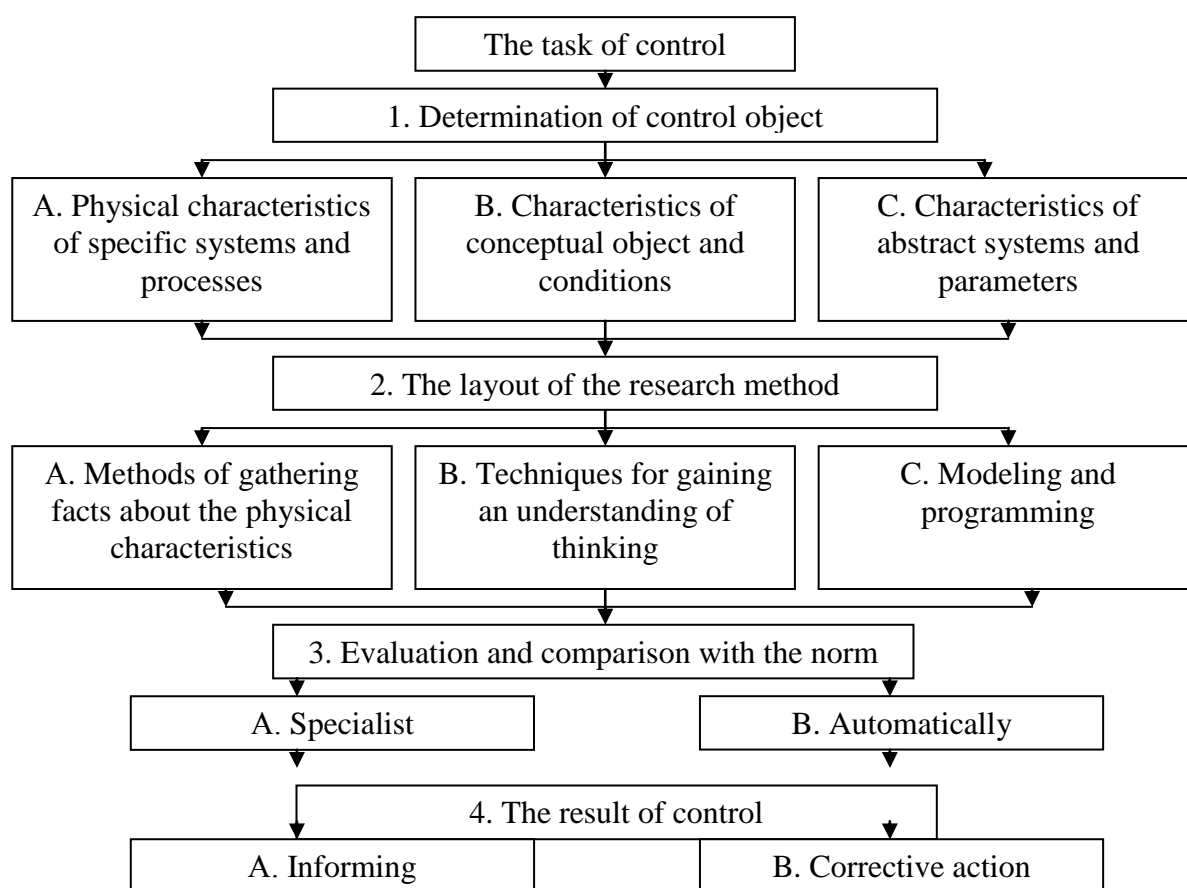 The task of control
1. Determination of control object
A. Physical characteristics
of specific systems and
processes
B. Characteristics of
conceptual object and
conditions
C. Characteristics of
abstract systems and
parameters
2. The layout of the research method
A. Methods of gathering
facts about the physical
characteristics
B. Techniques for gaining
an understanding of
thinking
C. Modeling and
programming
3. Evaluation and comparison with the norm
A. Specialist
B. Automatically
4. The result of control
A. Informing
B. Corrective action